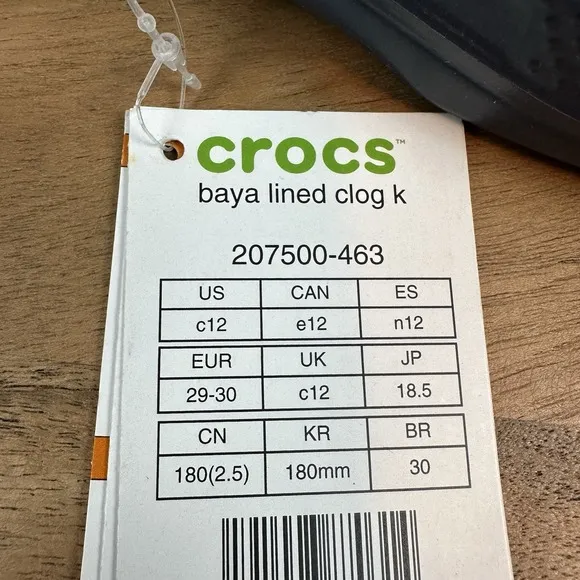 crocs™
baya lined clog k
207500-463
US CAN ES
c12 e12 n12
EUR UK JP
29-30 c12 18.5
CN KR BR
180(2.5) 180mm 30